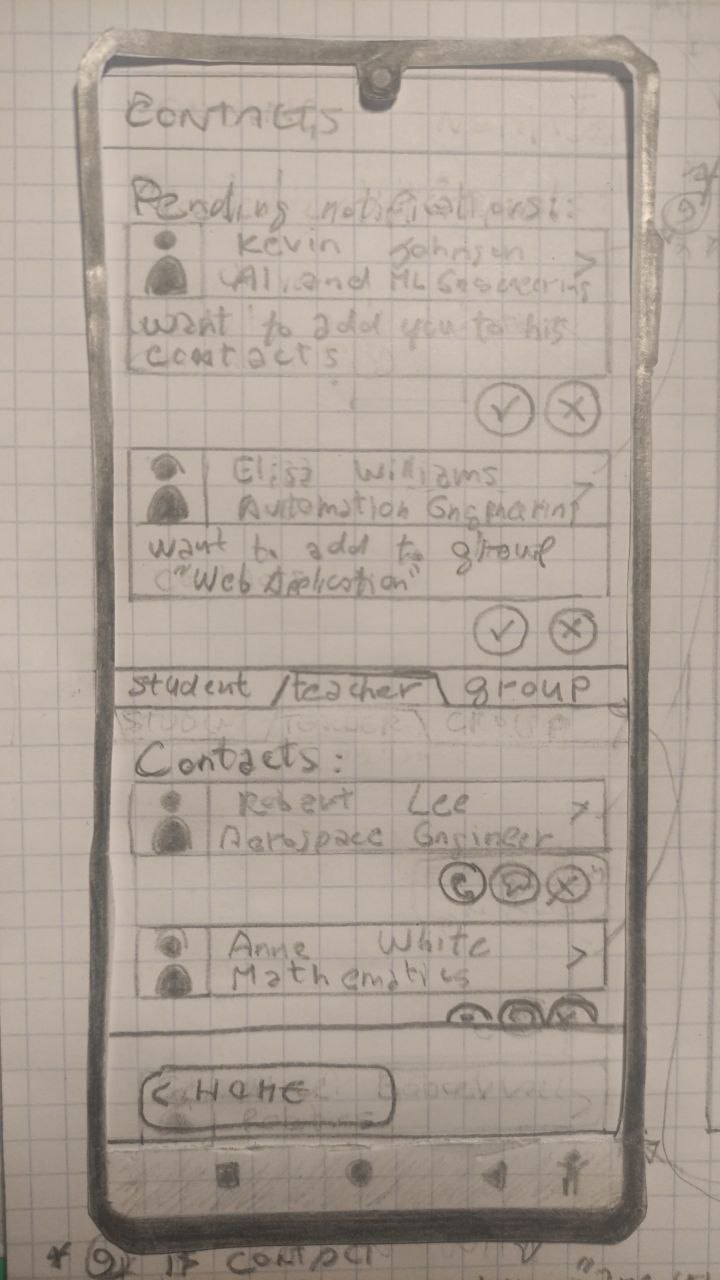 CONTACTS
Pending notifications:
Kevin Johnson >
AI and ML Engineering
want to add you to his
contacts
Elisa Williams >
Automation Engineering
want to add to group
"Web Application"
student / teacher \ group
Contacts:
Robert Lee >
Aerospace Engineer
Anne White >
Mathematics
< HOME
* 9) If contact